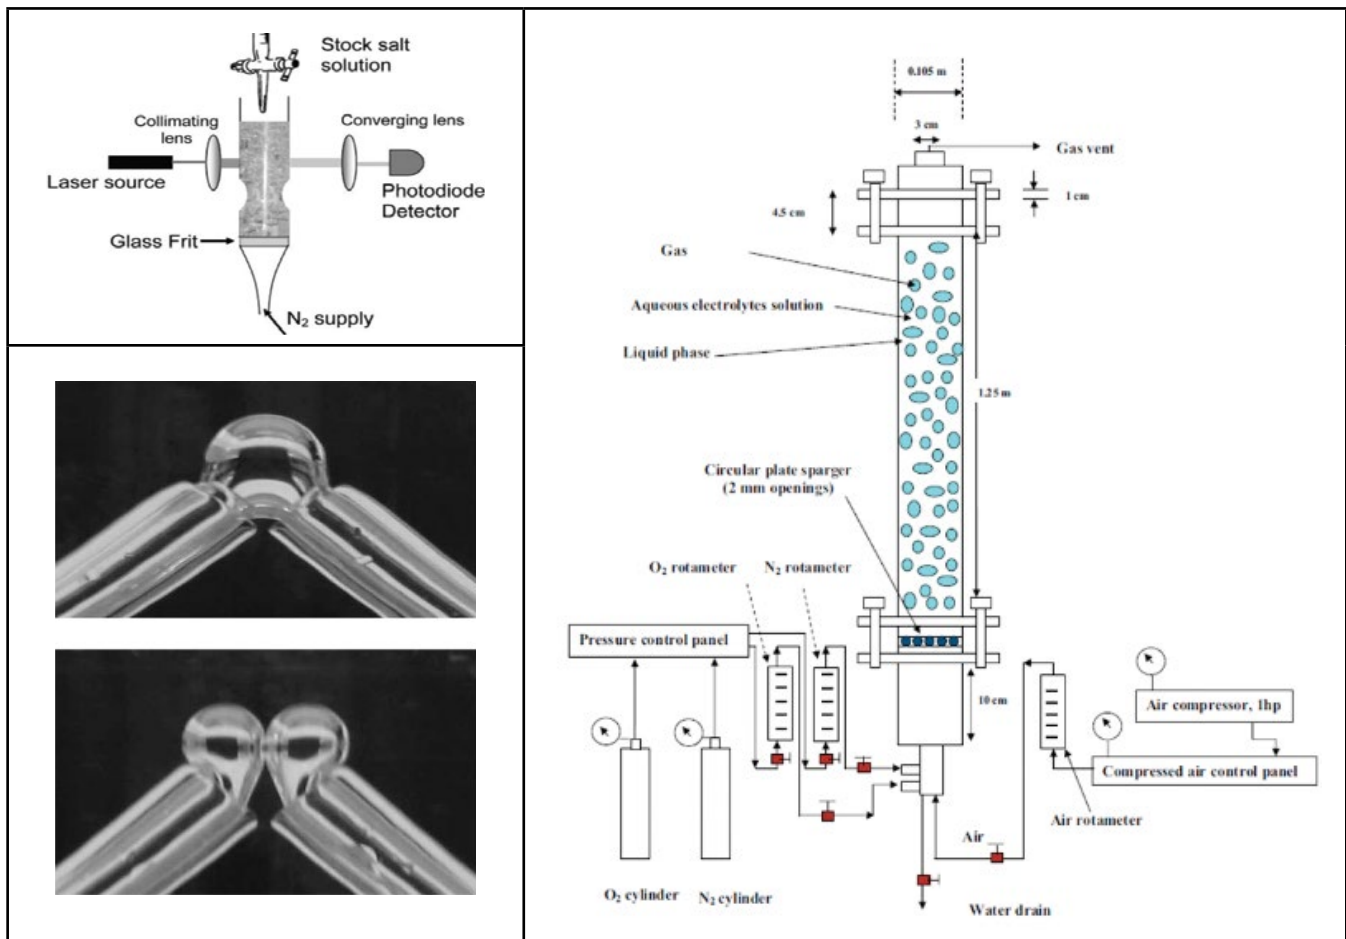 Stock salt
solution
Collimating
lens
Converging lens
Laser source
Photodiode
Detector
Glass Frit
N2 supply
0.105 m
3 cm
Gas vent
1 cm
4.5 cm
Gas
Aqueous electrolytes solution
Liquid phase
1.25 m
Circular plate sparger
(2 mm openings)
O2 rotameter
N2 rotameter
Pressure control panel
10 cm
Air compressor, 1hp
Compressed air control panel
Air rotameter
Air
O2 cylinder
N2 cylinder
Water drain